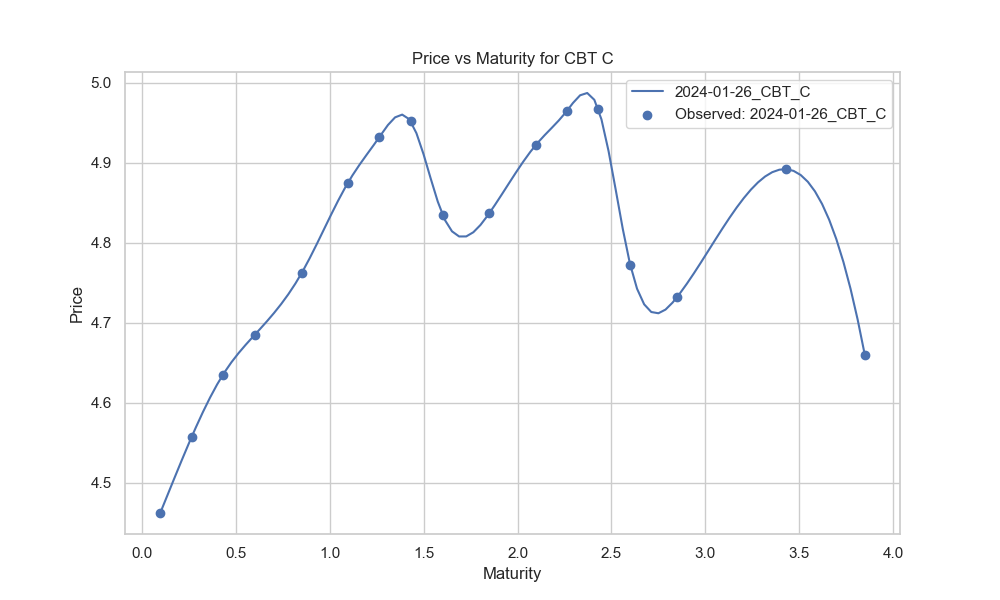 Price vs Maturity for CBT C
2024-01-26_CBT_C
Observed: 2024-01-26_CBT_C
Price
5.0
4.9
4.8
4.7
4.6
4.5
0.0 0.5 1.0 1.5 2.0 2.5 3.0 3.5 4.0
Maturity